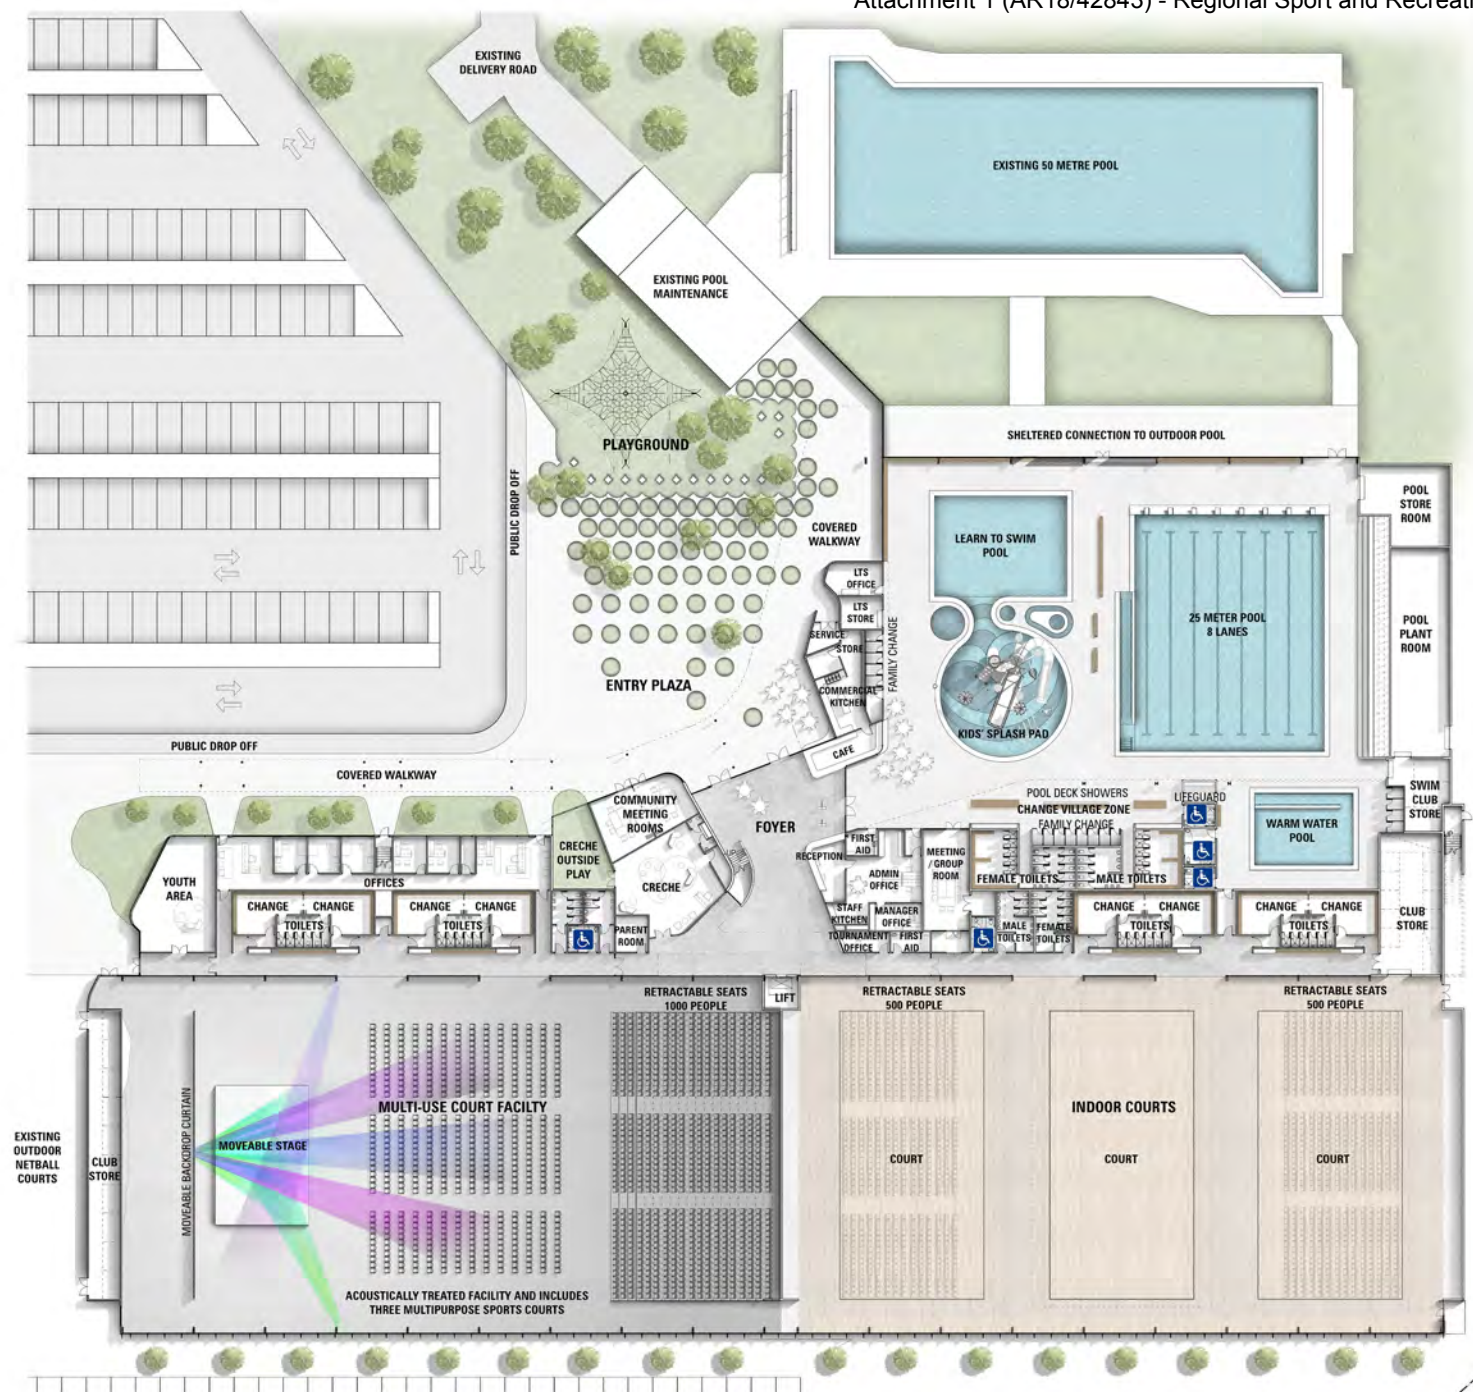 Attachment 1 (AR18/42843) - Regional Sport and Recreati
EXISTING
DELIVERY ROAD
EXISTING 50 METRE POOL
EXISTING POOL
MAINTENANCE
PLAYGROUND
SHELTERED CONNECTION TO OUTDOOR POOL
PUBLIC DROP OFF
COVERED
WALKWAY
LEARN TO SWIM
POOL
POOL
STORE
ROOM
LTS
OFFICE
LTS
STORE
SERVICE
STORE
FAMILY CHANGE
25 METER POOL
8 LANES
POOL
PLANT
ROOM
ENTRY PLAZA
COMMERCIAL
KITCHEN
KIDS' SPLASH PAD
CAFE
PUBLIC DROP OFF
COVERED WALKWAY
COMMUNITY
MEETING
ROOMS
FOYER
POOL DECK SHOWERS
CHANGE VILLAGE ZONE
FAMILY CHANGE
LIFEGUARD
WARM WATER
POOL
SWIM
CLUB
STORE
YOUTH
AREA
OFFICES
CRECHE
OUTSIDE
PLAY
CRECHE
UP
RECEPTION
FIRST
AID
ADMIN
OFFICE
MEETING
/ GROUP
ROOM
FEMALE TOILETS
MALE TOILETS
CHANGE CHANGE
TOILETS
CHANGE CHANGE
TOILETS
PARENT
ROOM
STAFF
KITCHEN
MANAGER
OFFICE
TOURNAMENT
OFFICE
FIRST
AID
MALE
TOILETS
FEMALE
TOILETS
CHANGE CHANGE
TOILETS
CHANGE CHANGE
TOILETS
CLUB
STORE
RETRACTABLE SEATS
1000 PEOPLE
LIFT
RETRACTABLE SEATS
500 PEOPLE
RETRACTABLE SEATS
500 PEOPLE
EXISTING
OUTDOOR
NETBALL
COURTS
CLUB
STORE
MOVEABLE BACKDROP CURTAIN
MOVEABLE STAGE
MULTI-USE COURT FACILTY
INDOOR COURTS
COURT
COURT
COURT
ACOUSTICALLY TREATED FACILITY AND INCLUDES
THREE MULTIPURPOSE SPORTS COURTS